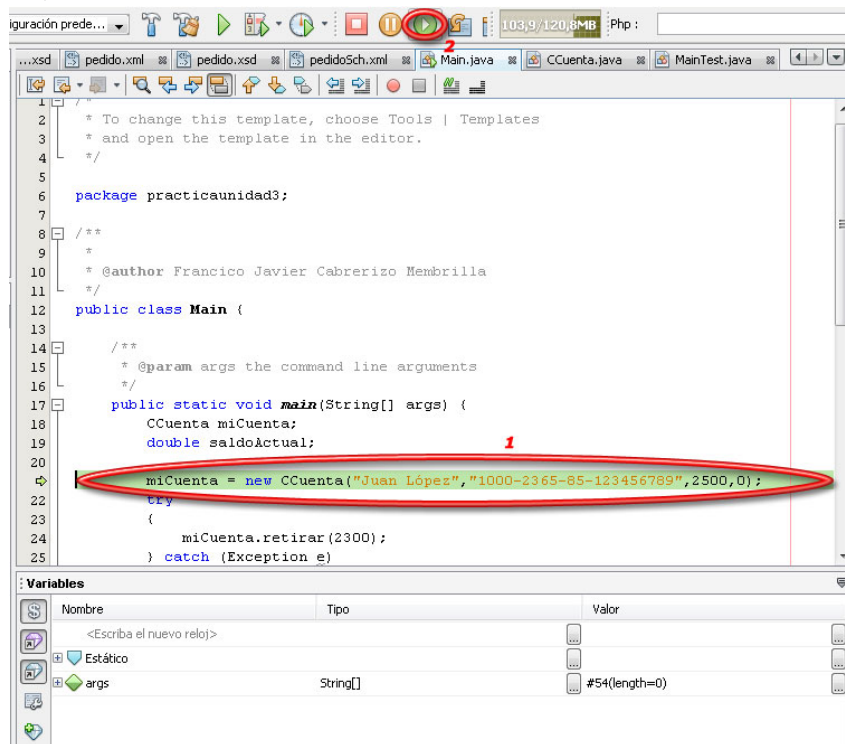 iguración prede...
103,9/120,8MB
Php :
2
...xsd
pedido.xml
pedido.xsd
pedidoSch.xml
Main.java
CCuenta.java
MainTest.java
1 /*
2 * To change this template, choose Tools | Templates
3 * and open the template in the editor.
4 */
5
6 package practicaunidad3;
7
8 /**
9 *
10 * @author Francico Javier Cabrerizo Membrilla
11 */
12 public class Main {
13
14 /**
15 * @param args the command line arguments
16 */
17 public static void main(String[] args) {
18 CCuenta miCuenta;
19 double saldoActual;
1
20
miCuenta = new CCuenta("Juan López","1000-2365-85-123456789",2500,0);
22 try
23 {
24 miCuenta.retirar(2300);
25 } catch (Exception e)
Variables
Nombre Tipo Valor
<Escriba el nuevo reloj>
Estático
args String[] #54(length=0)